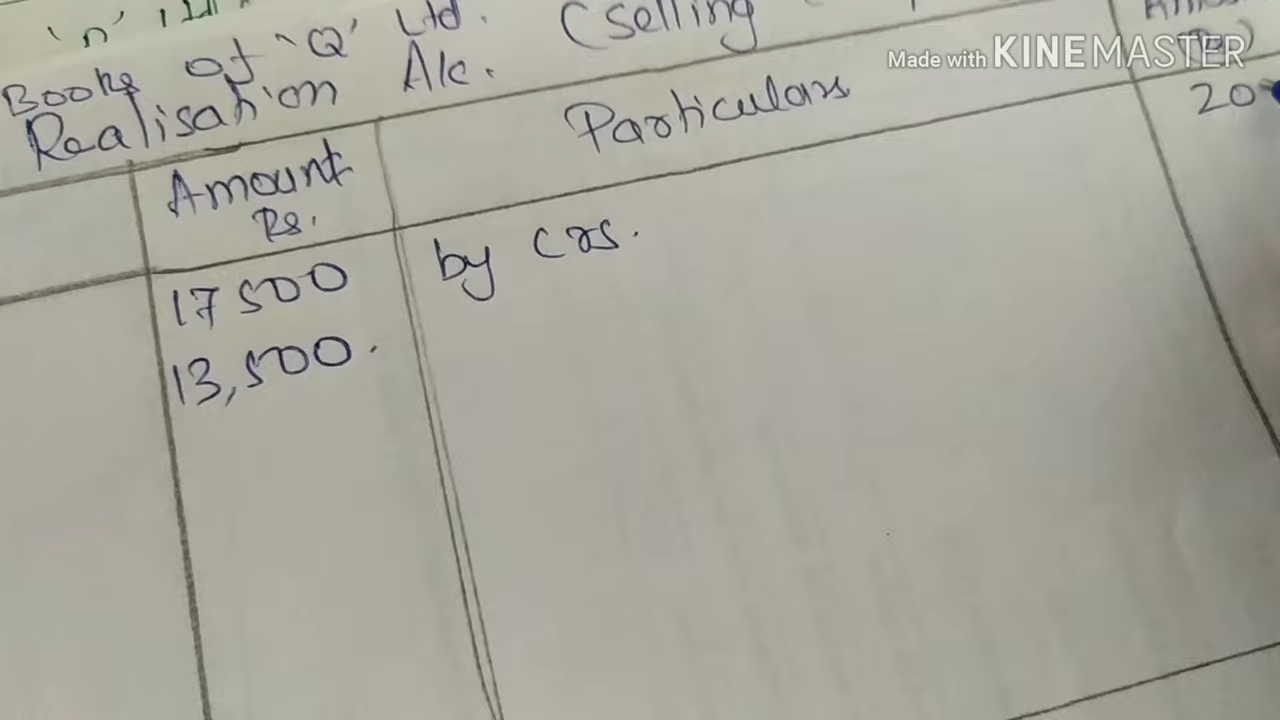 Books of 'Q' Ltd. (selling
Realisation A/c.
Amount Rs.
Particulars
17500
by Crs.
20
13,500.
Made with KINEMASTER